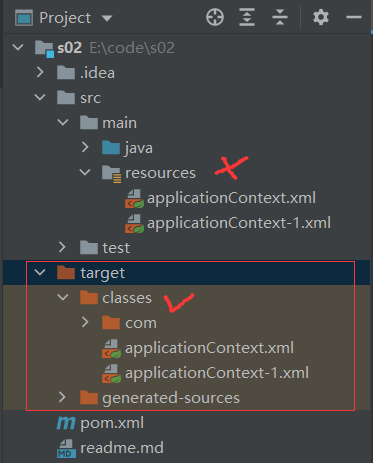 Project
s02 E:\code\s02
.idea
src
main
java
resources
applicationContext.xml
applicationContext-1.xml
test
target
classes
com
applicationContext.xml
applicationContext-1.xml
generated-sources
pom.xml
MD readme.md